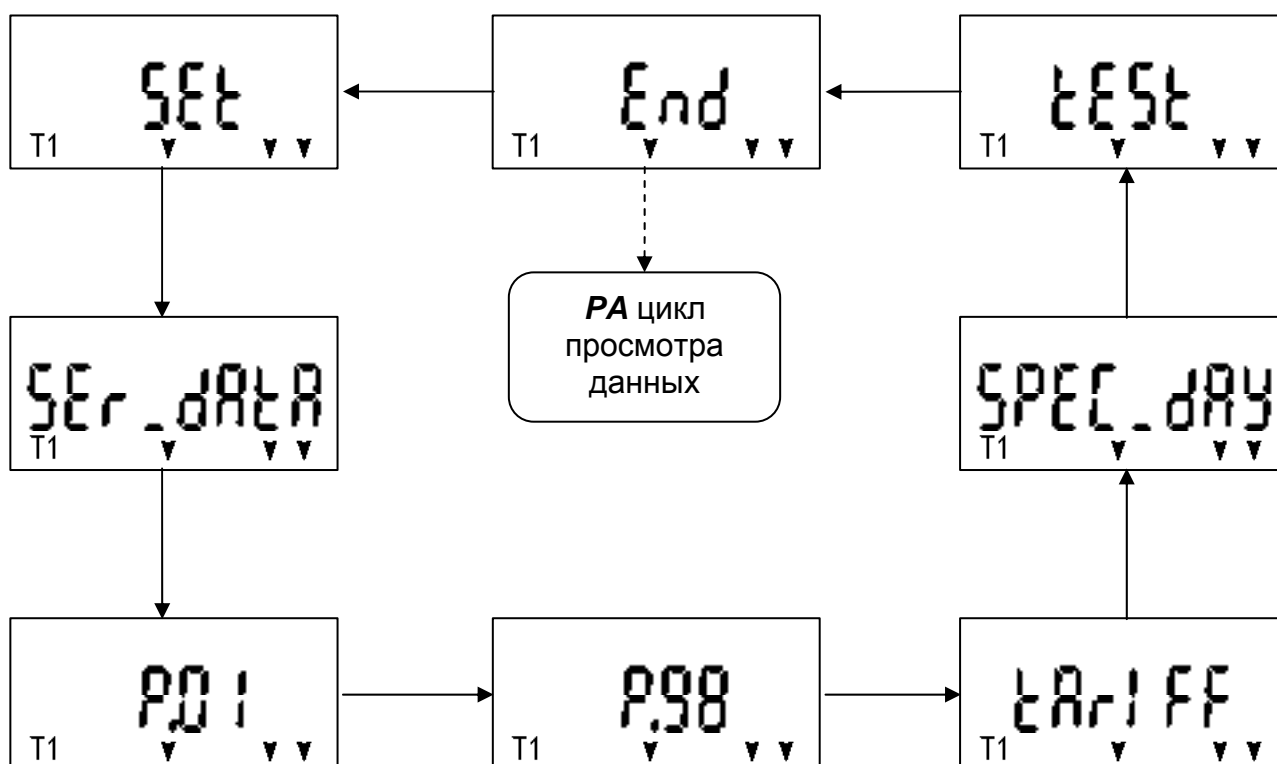 SEt
T1
End
T1
tESt
T1
PA цикл
просмотра
данных
SEr_dAtA
T1
SPEC_dAY
T1
P.01
T1
P.98
T1
tArIFF
T1